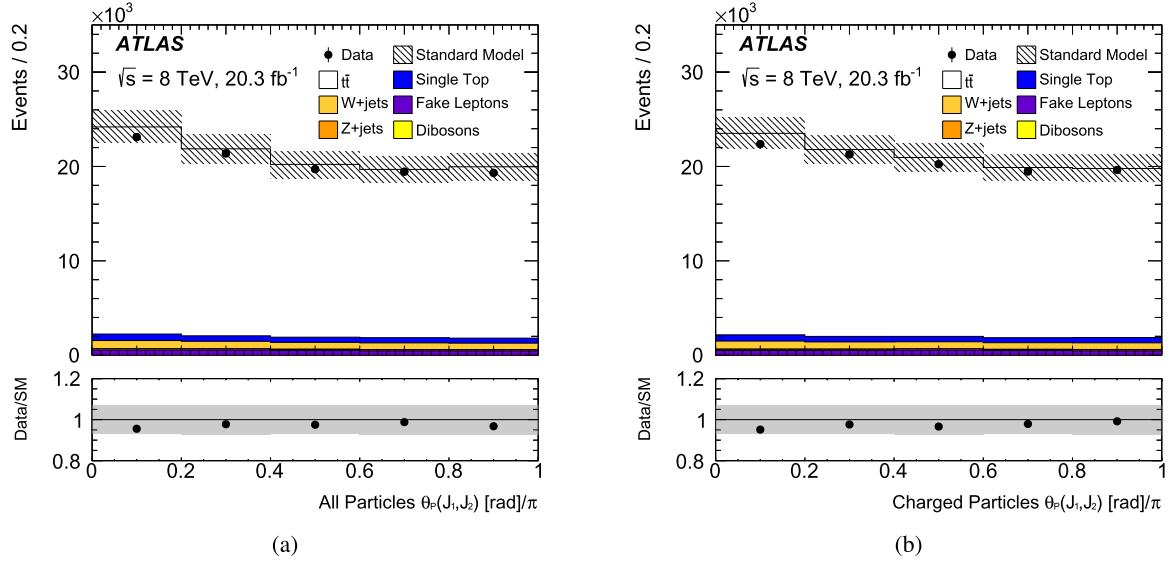 ×10³
Events / 0.2
ATLAS
√s = 8 TeV, 20.3 fb⁻¹
Data
Standard Model
tt̄
Single Top
W+jets
Fake Leptons
Z+jets
Dibosons
30
20
10
0
Data/SM
1.2
1
0.8
0 0.2 0.4 0.6 0.8 1
All Particles θP(J1,J2) [rad]/π
(a)
×10³
Events / 0.2
ATLAS
√s = 8 TeV, 20.3 fb⁻¹
Data
Standard Model
tt̄
Single Top
W+jets
Fake Leptons
Z+jets
Dibosons
30
20
10
0
Data/SM
1.2
1
0.8
0 0.2 0.4 0.6 0.8 1
Charged Particles θP(J1,J2) [rad]/π
(b)